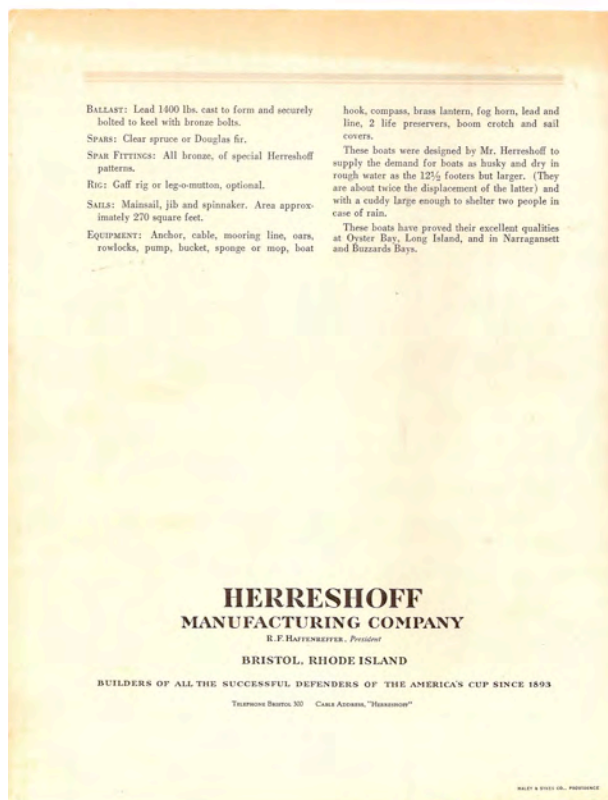 BALLAST: Lead 1400 lbs. cast to form and securely
bolted to keel with bronze bolts.
SPARS: Clear spruce or Douglas fir.
SPAR FITTINGS: All bronze, of special Herreshoff
patterns.
RIG: Gaff rig or leg-o-mutton, optional.
SAILS: Mainsail, jib and spinnaker. Area approx-
imately 270 square feet.
EQUIPMENT: Anchor, cable, mooring line, oars,
rowlocks, pump, bucket, sponge or mop, boat
hook, compass, brass lantern, fog horn, lead and
line, 2 life preservers, boom crotch and sail
covers.
These boats were designed by Mr. Herreshoff to
supply the demand for boats as husky and dry in
rough water as the 12½ footers but larger. (They
are about twice the displacement of the latter) and
with a cuddy large enough to shelter two people in
case of rain.
These boats have proved their excellent qualities
at Oyster Bay, Long Island, and in Narragansett
and Buzzards Bays.
HERRESHOFF
MANUFACTURING COMPANY
R. F. HAFFENREFFER, President
BRISTOL, RHODE ISLAND
BUILDERS OF ALL THE SUCCESSFUL DEFENDERS OF THE AMERICA'S CUP SINCE 1893
TELEPHONE BRISTOL 300 CABLE ADDRESS, "HERRESHOFF"
CO., PROVIDENCE